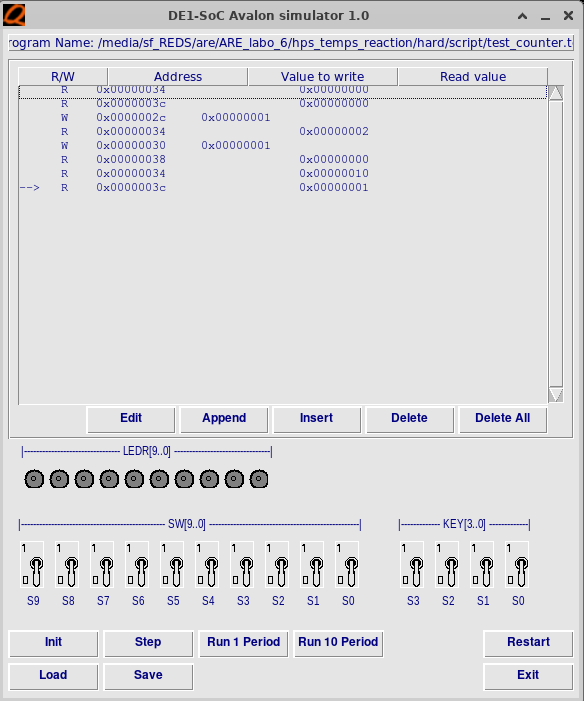 DE1-SoC Avalon simulator 1.0
rogram Name: /media/sf_REDS/are/ARE_labo_6/hps_temps_reaction/hard/script/test_counter.t
R/W Address Value to write Read value
R 0x00000034 0x00000000
R 0x0000003c 0x00000000
W 0x0000002c 0x00000001
R 0x00000034 0x00000002
W 0x00000030 0x00000001
R 0x00000038 0x00000000
R 0x00000034 0x00000010
--> R 0x0000003c 0x00000001
Edit Append Insert Delete Delete All
|------------------------------ LEDR[9..0] ------------------------------|
|--------------------------------------------- SW[9..0] ---------------------------------------------| |------------ KEY[3..0] ------------|
1 1 1 1 1 1 1 1 1 1 1 1 1 1
0 0 0 0 0 0 0 0 0 0 0 0 0 0
S9 S8 S7 S6 S5 S4 S3 S2 S1 S0 S3 S2 S1 S0
Init Step Run 1 Period Run 10 Period Restart
Load Save Exit